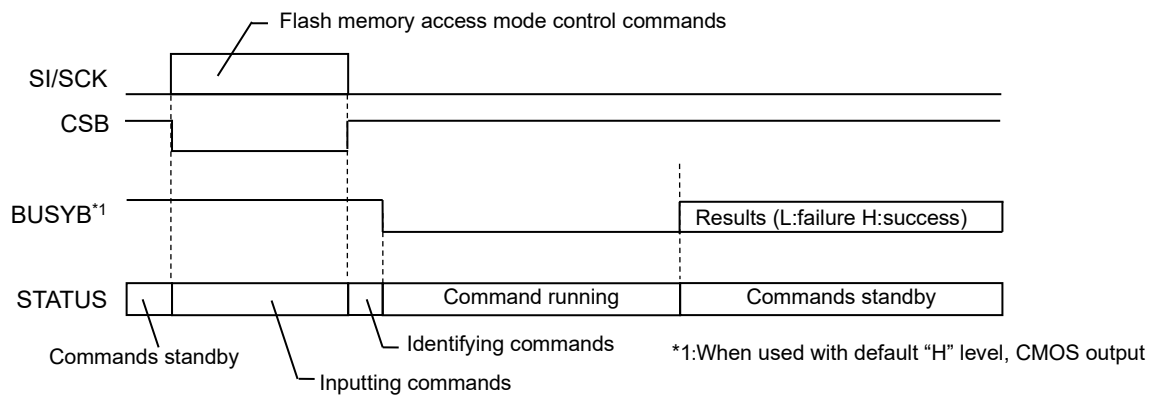 Flash memory access mode control commands
SI/SCK
CSB
BUSYB*1
Results (L:failure H:success)
STATUS
Command running
Commands standby
Commands standby
Identifying commands
*1:When used with default “H” level, CMOS output
Inputting commands